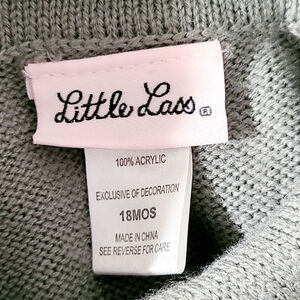 Little Lass
100% ACRYLIC
EXCLUSIVE OF DECORATION
18MOS
MADE IN CHINA
SEE REVERSE FOR CARE